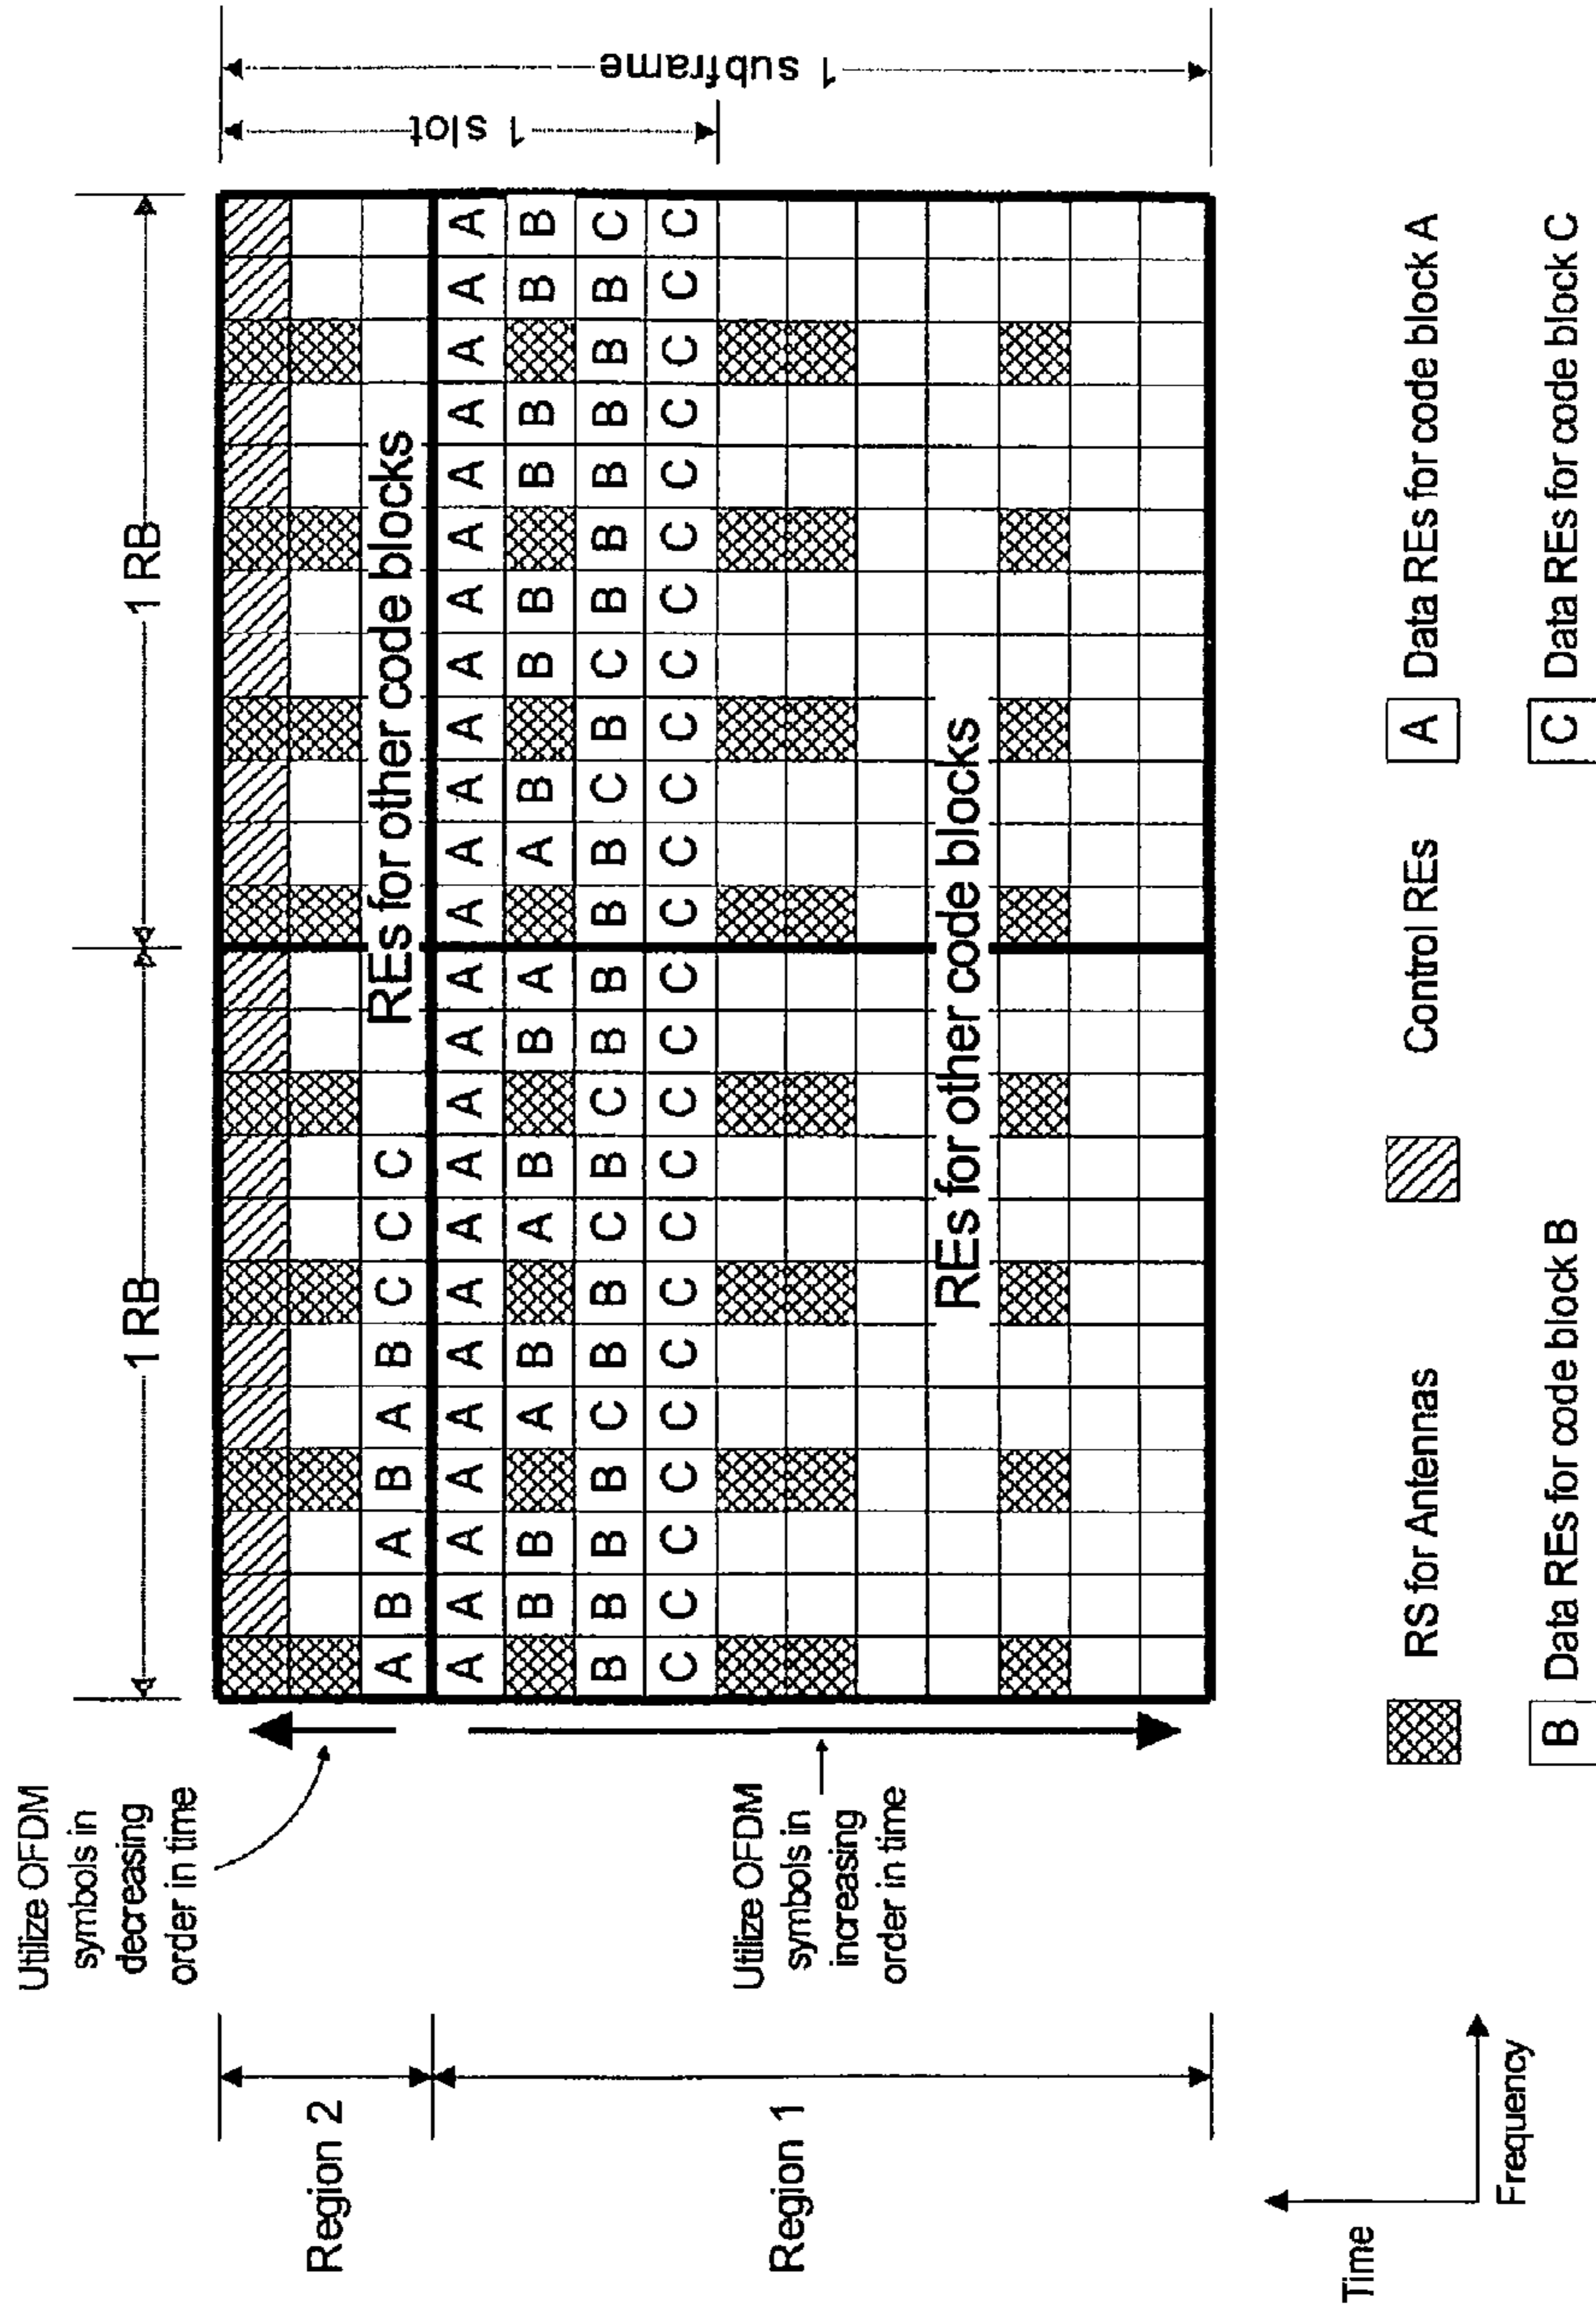 1 RB
1 RB
Utilize OFDM
symbols in
decreasing
order in time
1 slot
1 subframe
Region 2
A B A B A B C C C
RES for other code blocks
A A A A A A A A A A A A A A A A A A A A A A A A
B B A B A B B A A B B B B B B B
B B B B C B B C B C B B B B C B C B B B B B B C
C C C C C C C C C C C C C C C C C C C C C C C C
Utilize OFDM
symbols in
increasing
order in time
Region 1
REs for other code blocks
Time
Frequency
RS for Antennas
Control REs
A Data REs for code block A
B Data REs for code block B
C Data REs for code block C